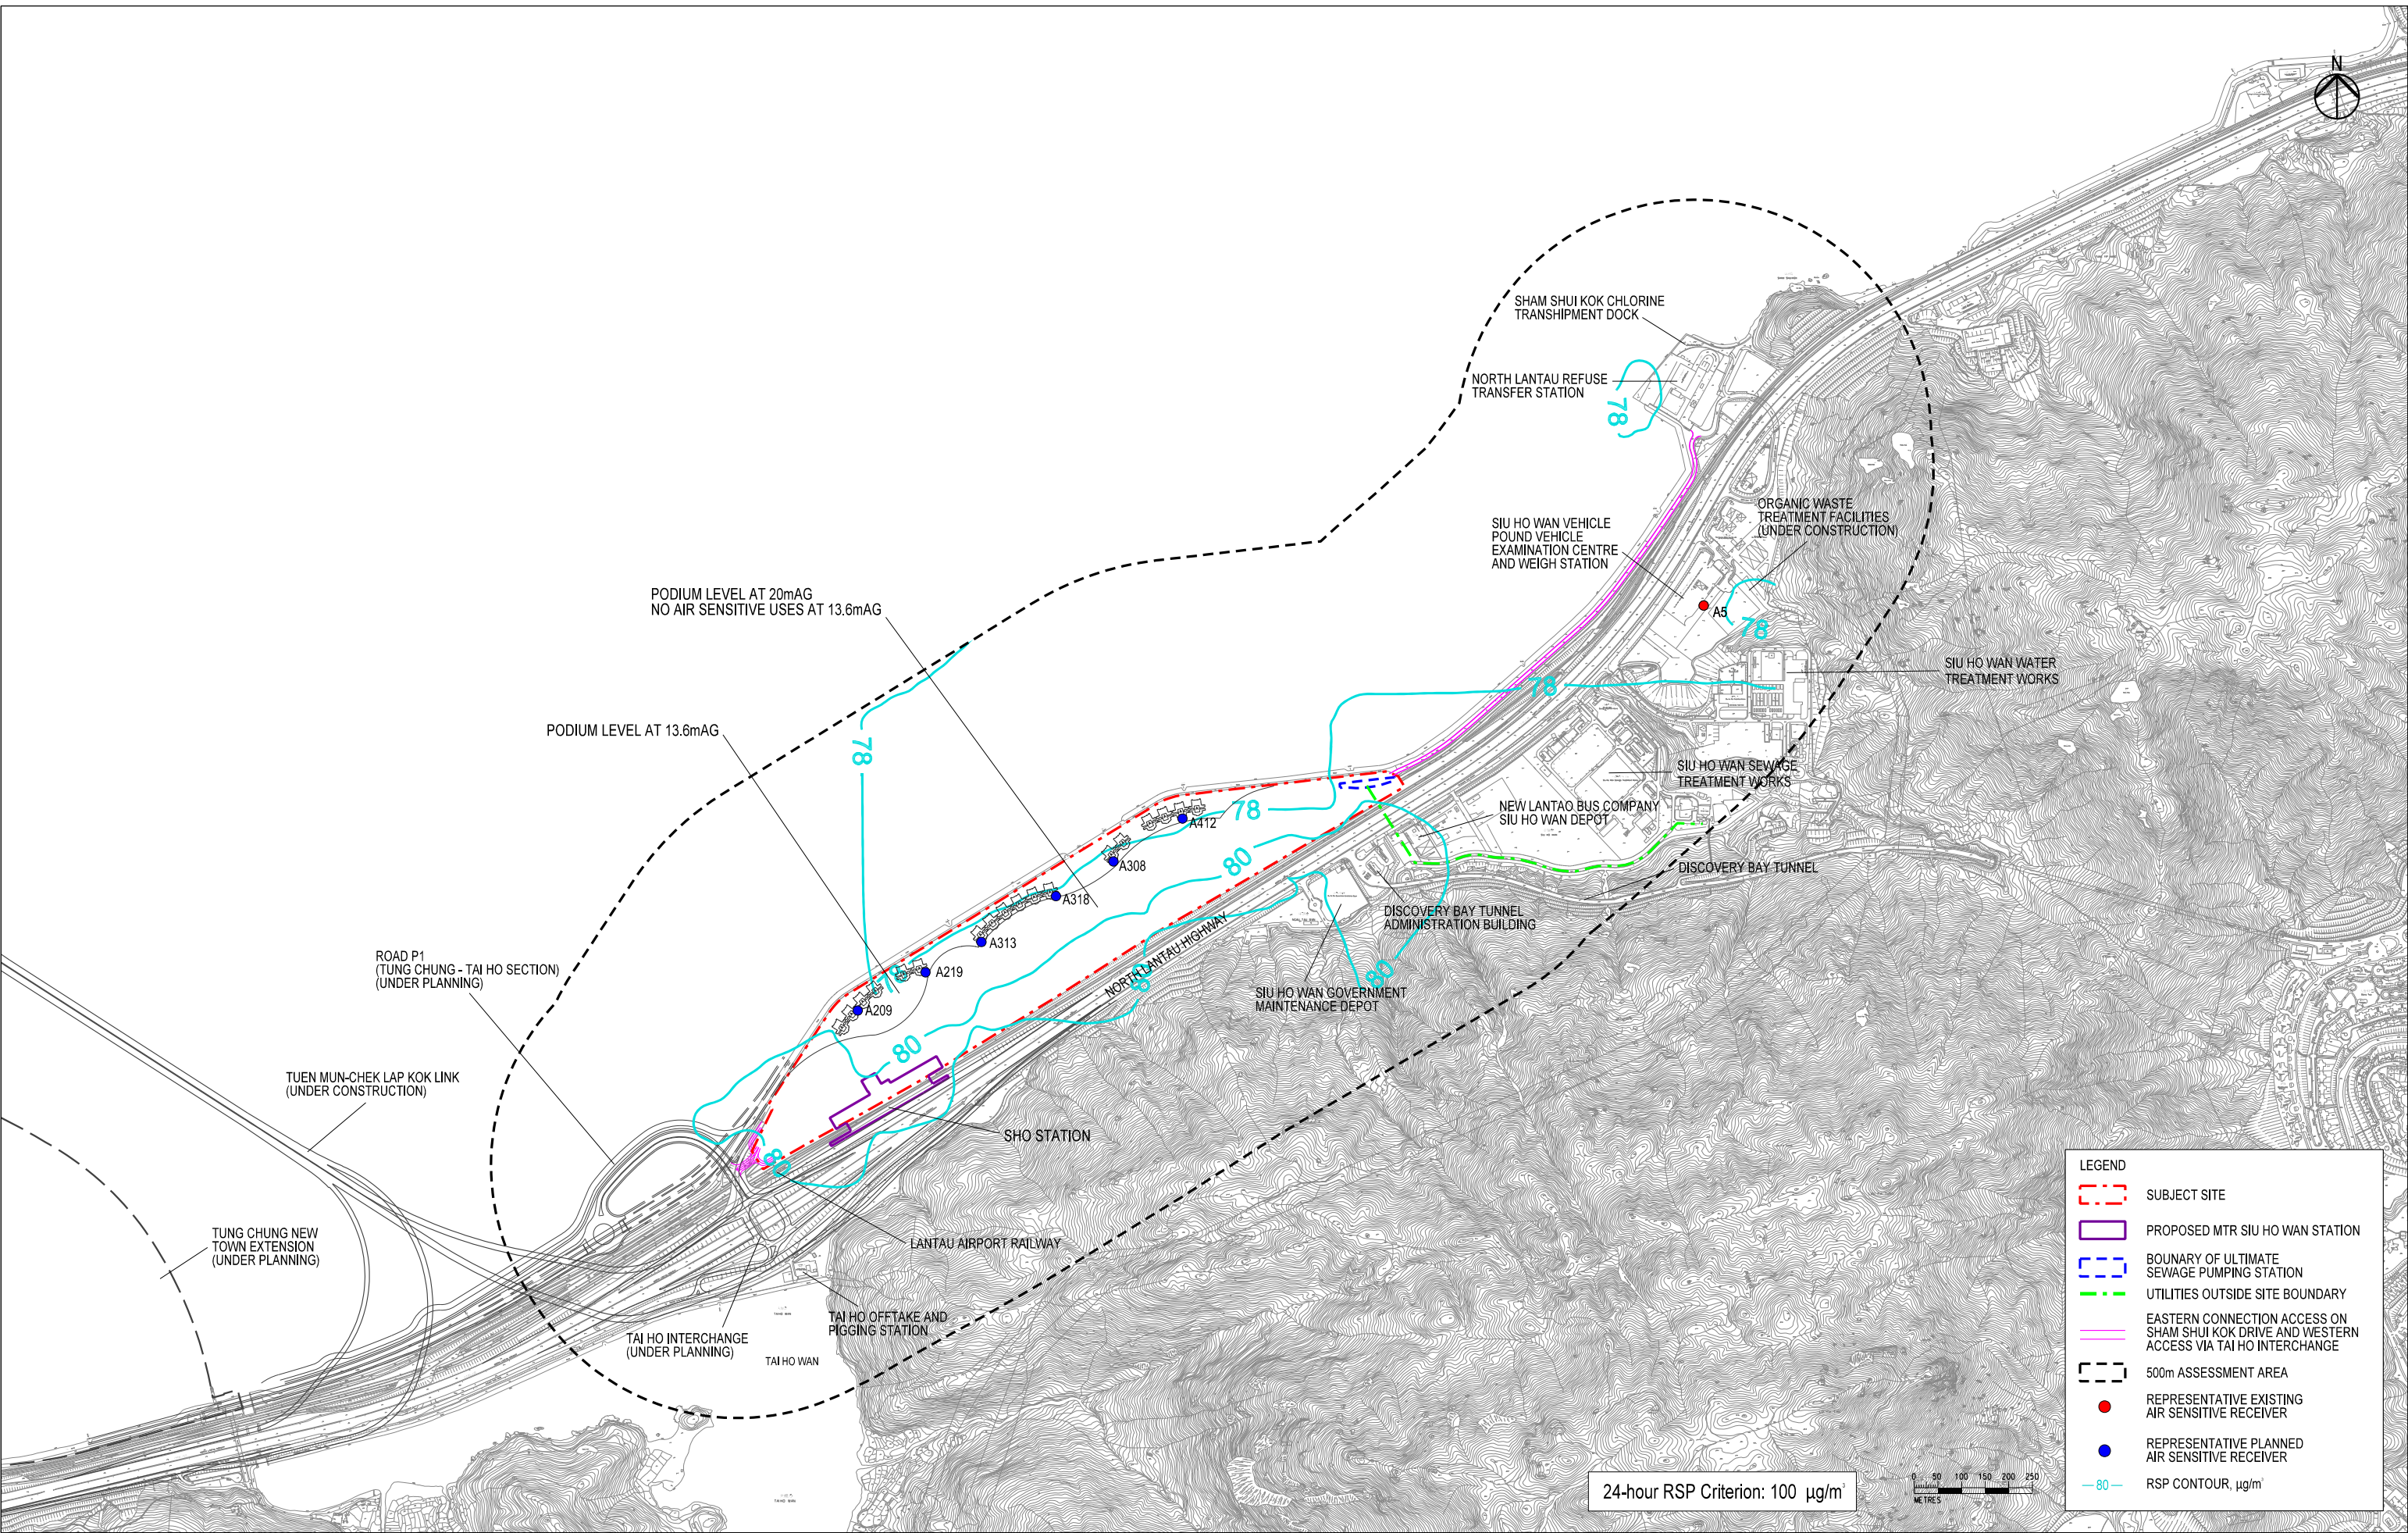 N
SHAM SHUI KOK CHLORINE
TRANSHIPMENT DOCK
NORTH LANTAU REFUSE
TRANSFER STATION
78
ORGANIC WASTE
TREATMENT FACILITIES
(UNDER CONSTRUCTION)
SIU HO WAN VEHICLE
POUND VEHICLE
EXAMINATION CENTRE
AND WEIGH STATION
A5
78
PODIUM LEVEL AT 20mAG
NO AIR SENSITIVE USES AT 13.6mAG
SIU HO WAN WATER
TREATMENT WORKS
78
PODIUM LEVEL AT 13.6mAG
78
SIU HO WAN SEWAGE
TREATMENT WORKS
NEW LANTAO BUS COMPANY
SIU HO WAN DEPOT
78
A412
A308
80
DISCOVERY BAY TUNNEL
A318
DISCOVERY BAY TUNNEL
ADMINISTRATION BUILDING
A313
NORTH LANTAU HIGHWAY
A219
78
80
80
SIU HO WAN GOVERNMENT
MAINTENANCE DEPOT
A209
ROAD P1
(TUNG CHUNG - TAI HO SECTION)
(UNDER PLANNING)
80
TUEN MUN-CHEK LAP KOK LINK
(UNDER CONSTRUCTION)
SHO STATION
80
TUNG CHUNG NEW
TOWN EXTENSION
(UNDER PLANNING)
LANTAU AIRPORT RAILWAY
TAI HO OFFTAKE AND
PIGGING STATION
TAI HO INTERCHANGE
(UNDER PLANNING)
TAI HO WAN
LEGEND
SUBJECT SITE
PROPOSED MTR SIU HO WAN STATION
BOUNARY OF ULTIMATE
SEWAGE PUMPING STATION
UTILITIES OUTSIDE SITE BOUNDARY
EASTERN CONNECTION ACCESS ON
SHAM SHUI KOK DRIVE AND WESTERN
ACCESS VIA TAI HO INTERCHANGE
500m ASSESSMENT AREA
REPRESENTATIVE EXISTING
AIR SENSITIVE RECEIVER
REPRESENTATIVE PLANNED
AIR SENSITIVE RECEIVER
80 RSP CONTOUR, µg/m³
24-hour RSP Criterion: 100 µg/m³
0 50 100 150 200 250
METRES